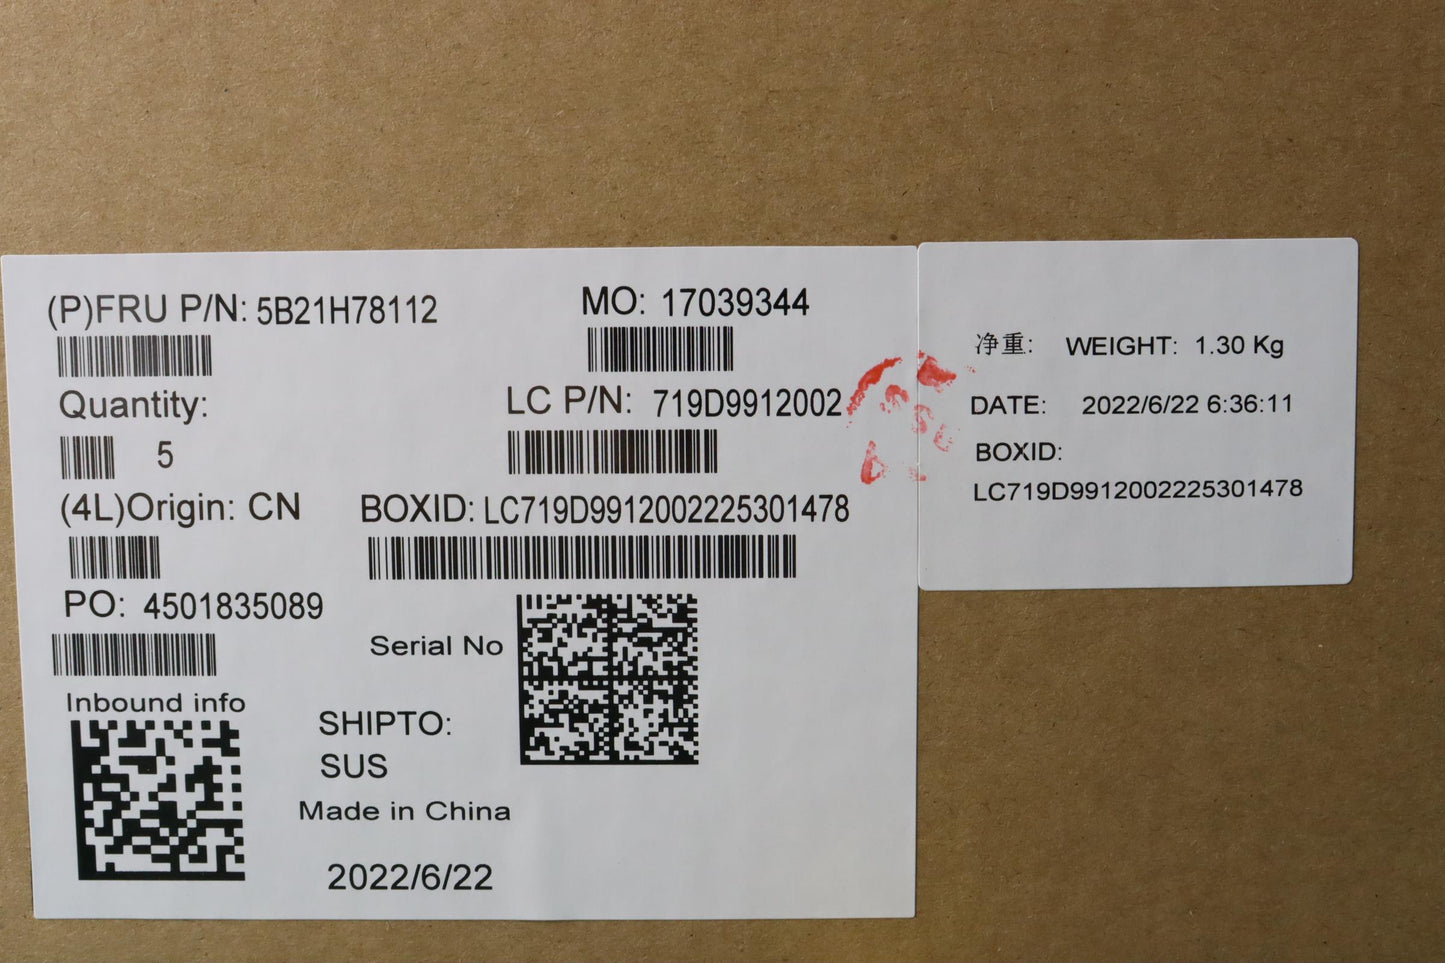 (P)FRU P/N: 5B21H78112
MO: 17039344
Quantity:
5
LC P/N: 719D9912002
(4L)Origin: CN
BOXID: LC719D9912002225301478
PO: 4501835089
Serial No
Inbound info
SHIPTO:
SUS
Made in China
2022/6/22
净重: WEIGHT: 1.30 Kg
DATE: 2022/6/22 6:36:11
BOXID:
LC719D9912002225301478